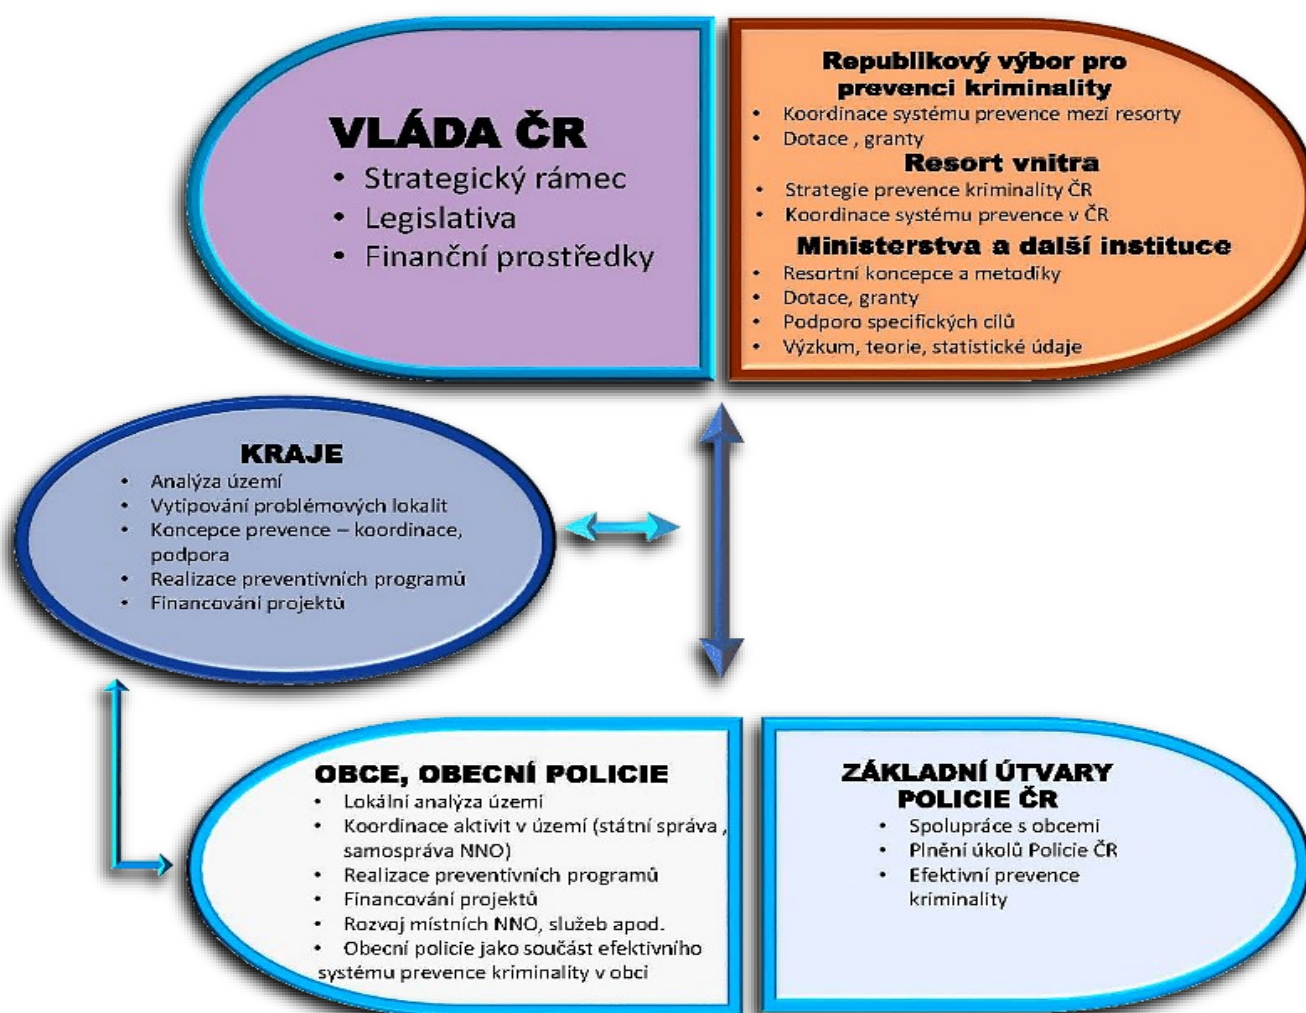 VLÁDA ČR
• Strategický rámec
• Legislativa
• Finanční prostředky
Republikový výbor pro
prevenci kriminality
• Koordinace systému prevence mezi resorty
• Dotace , granty
Resort vnitra
• Strategie prevence kriminality ČR
• Koordinace systému prevence v ČR
Ministerstva a další instituce
• Resortní koncepce a metodiky
• Dotace, granty
• Podporo specifických cílů
• Výzkum, teorie, statistické údaje
KRAJE
• Analýza území
• Vytipování problémových lokalit
• Koncepce prevence – koordinace,
podpora
• Realizace preventivních programů
• Financování projektů
OBCE, OBECNÍ POLICIE
• Lokální analýza území
• Koordinace aktivit v území (státní správa ,
samospráva NNO)
• Realizace preventivních programů
• Financování projektů
• Rozvoj místních NNO, služeb apod.
• Obecní policie jako součást efektivního
systému prevence kriminality v obci
ZÁKLADNÍ ÚTVARY
POLICIE ČR
• Spolupráce s obcemi
• Plnění úkolů Policie ČR
• Efektivní prevence
kriminality